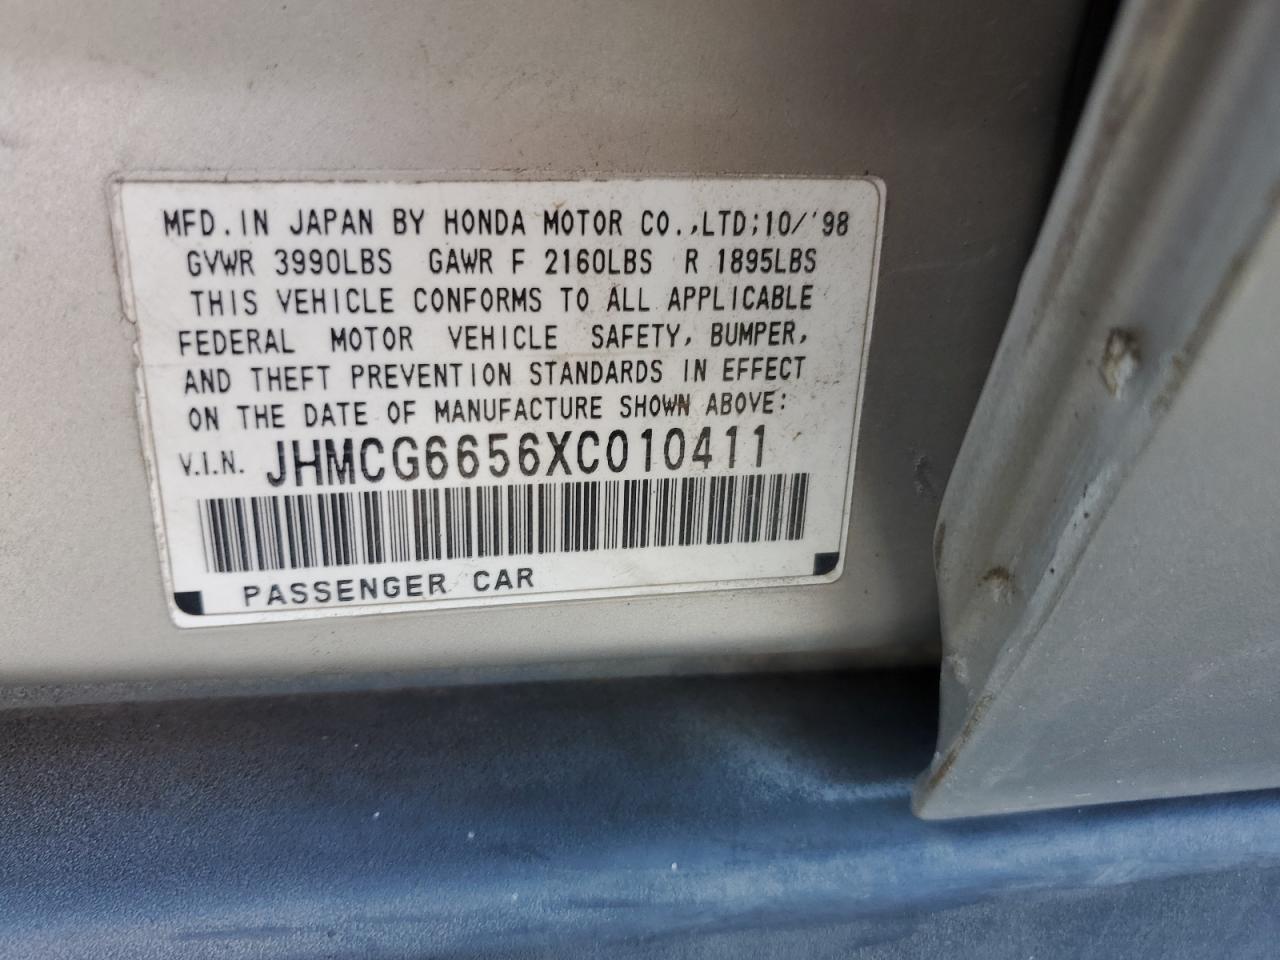 MFD. IN JAPAN BY HONDA MOTOR CO.,LTD;10/'98
GVWR 3990LBS GAWR F 2160LBS R 1895LBS
THIS VEHICLE CONFORMS TO ALL APPLICABLE
FEDERAL MOTOR VEHICLE SAFETY, BUMPER,
AND THEFT PREVENTION STANDARDS IN EFFECT
ON THE DATE OF MANUFACTURE SHOWN ABOVE:
V.I.N. JHMCG6656XC010411
PASSENGER CAR